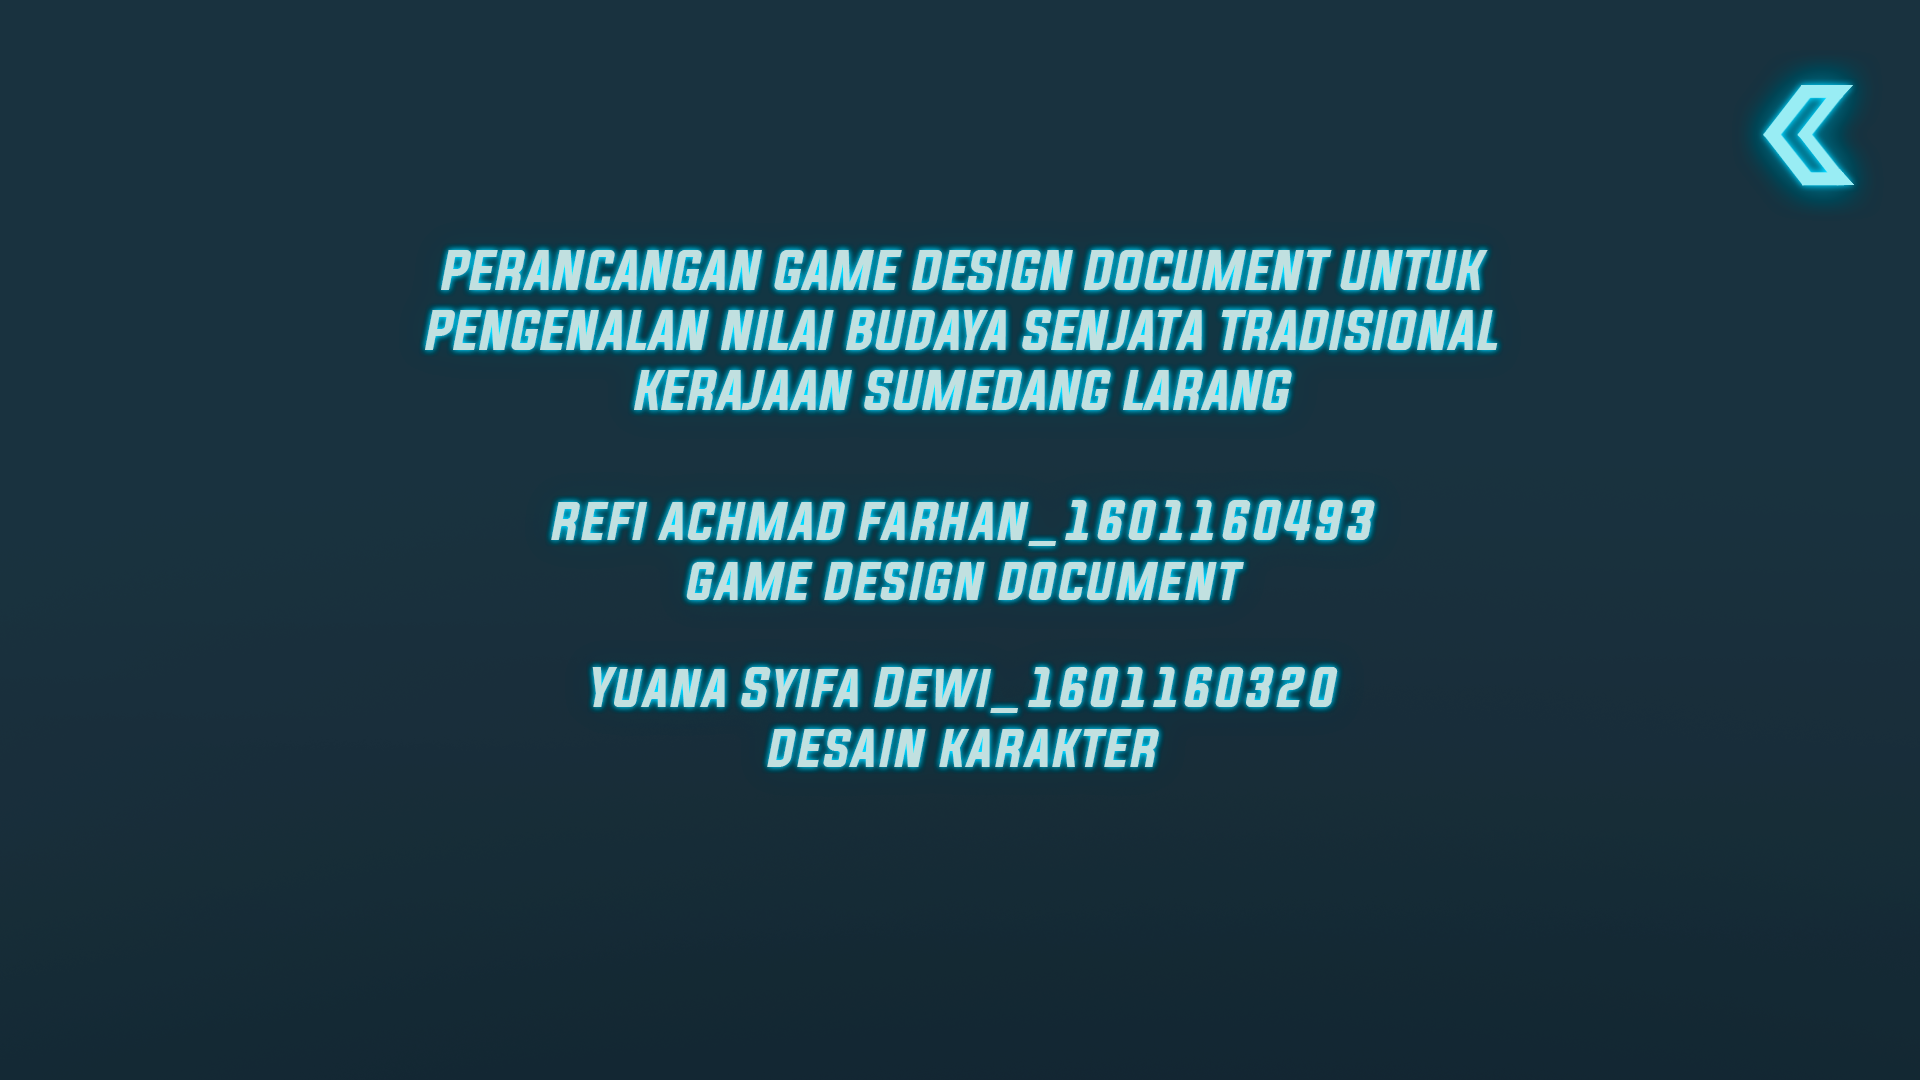 PERANCANGAN GAME DESIGN DOCUMENT UNTUK
PENGENALAN NILAI BUDAYA SENJATA TRADISIONAL
KERAJAAN SUMEDANG LARANG
REFI ACHMAD FARHAN_1601160493
GAME DESIGN DOCUMENT
YUANA SYIFA DEWI_1601160320
DESAIN KARAKTER